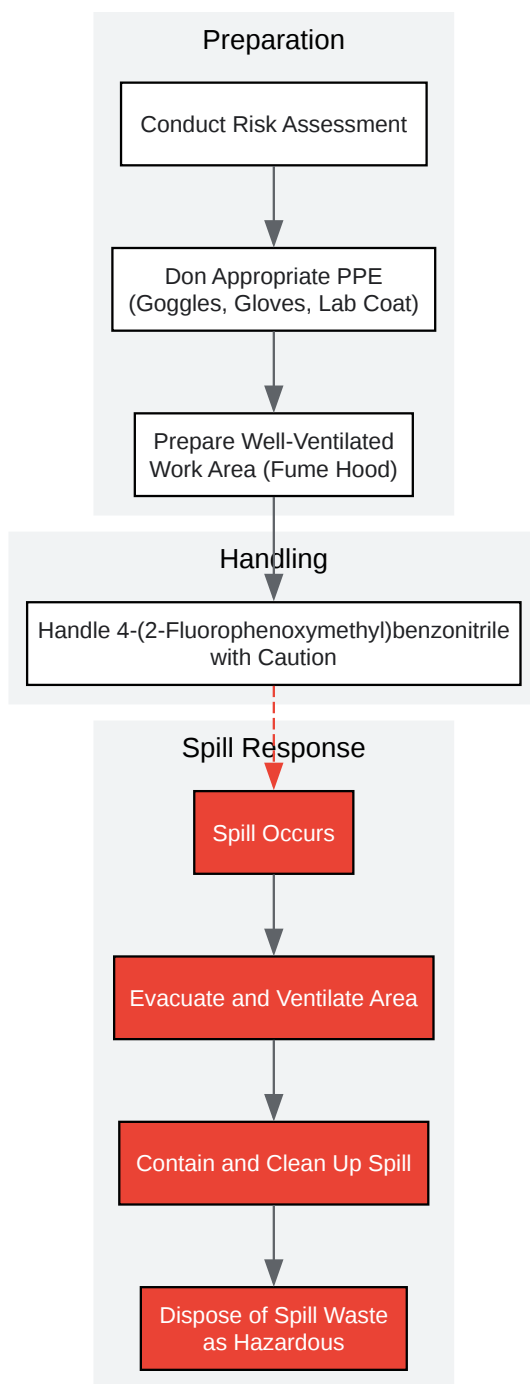 Preparation
Conduct Risk Assessment
Don Appropriate PPE
(Goggles, Gloves, Lab Coat)
Prepare Well-Ventilated
Work Area (Fume Hood)
Handling
Handle 4-(2-Fluorophenoxymethyl)benzonitrile
with Caution
Spill Response
Spill Occurs
Evacuate and Ventilate Area
Contain and Clean Up Spill
Dispose of Spill Waste
as Hazardous